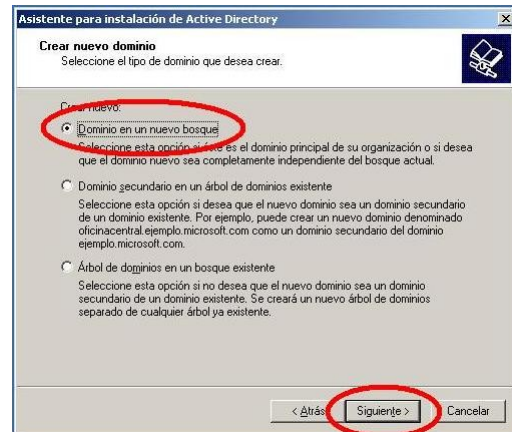 Asistente para instalación de Active Directory
Crear nuevo dominio
Seleccione el tipo de dominio que desea crear.
Crear nuevo:
Dominio en un nuevo bosque
Seleccione esta opción si éste es el dominio principal de su organización o si desea
que el dominio nuevo sea completamente independiente del bosque actual.
Dominio secundario en un árbol de dominios existente
Seleccione esta opción si desea que el nuevo dominio sea un dominio secundario
de un dominio existente. Por ejemplo, puede crear un nuevo dominio denominado
oficinacentral.ejemplo.microsoft.com como un dominio secundario del dominio
ejemplo.microsoft.com.
Árbol de dominios en un bosque existente
Seleccione esta opción si no desea que el nuevo dominio sea un dominio
secundario de un dominio existente. Se creará un nuevo árbol de dominios
separado de cualquier árbol ya existente.
< Atrás Siguiente > Cancelar